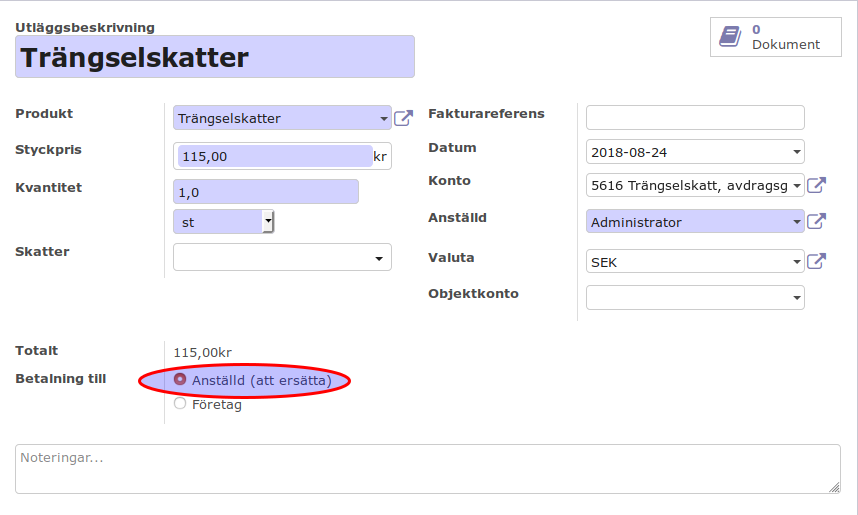 Utläggsbeskrivning
Trängselskatter
0
Dokument
Produkt
Trängselskatter
Styckpris
115,00
kr
Kvantitet
1,0
st
Skatter
Fakturareferens
Datum
2018-08-24
Konto
5616 Trängselskatt, avdragsg
Anställd
Administrator
Valuta
SEK
Objektkonto
Totalt
115,00kr
Betalning till
Anställd (att ersätta)
Företag
Noteringar...